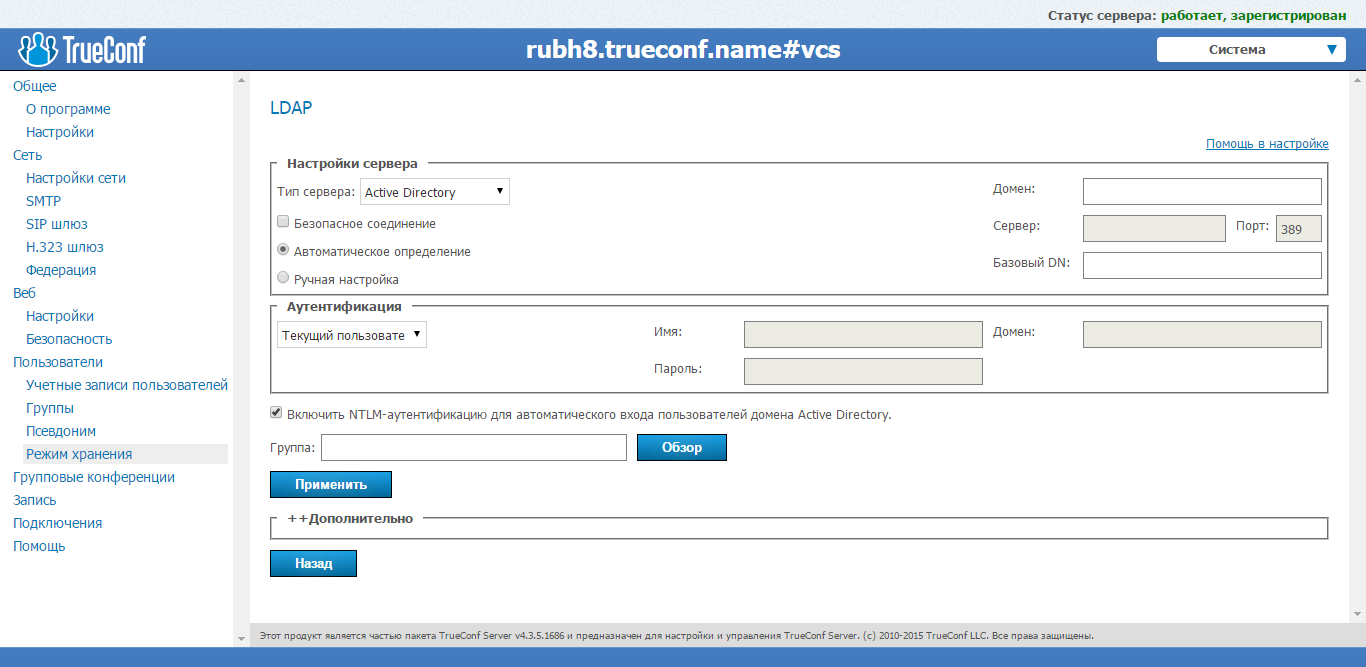 Статус сервера: работает, зарегистрирован
TrueConf
rubh8.trueconf.name#vcs
Система
Общее
О программе
Настройки
Сеть
Настройки сети
SMTP
SIP шлюз
H.323 шлюз
Федерация
Веб
Настройки
Безопасность
Пользователи
Учетные записи пользователей
Группы
Псевдоним
Режим хранения
Групповые конференции
Запись
Подключения
Помощь
LDAP
Помощь в настройке
Настройки сервера
Тип сервера: Active Directory
Безопасное соединение
Автоматическое определение
Ручная настройка
Домен:
Сервер: Порт: 389
Базовый DN:
Аутентификация
Текущий пользовате
Имя: Домен:
Пароль:
Включить NTLM-аутентификацию для автоматического входа пользователей домена Active Directory.
Группа: Обзор
Применить
++Дополнительно
Назад
Этот продукт является частью пакета TrueConf Server v4.3.5.1686 и предназначен для настройки и управления TrueConf Server. (c) 2010-2015 TrueConf LLC. Все права защищены.